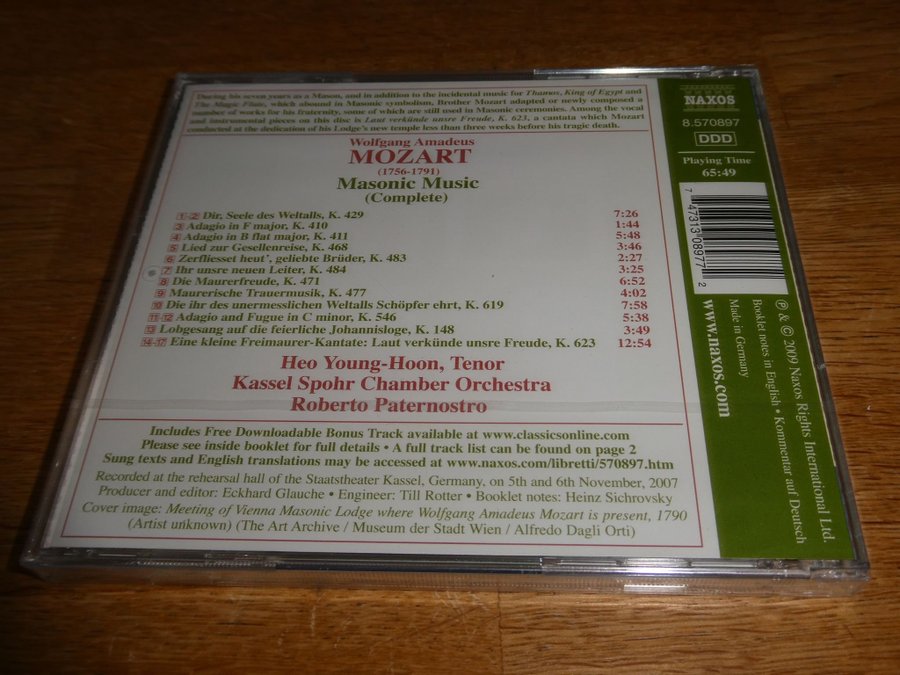 During his seven years as a Mason, and in addition to the incidental music for Thamos, King of Egypt and
The Magic Flute, which abound in Masonic symbolism, Brother Mozart adapted or newly composed a
number of works for his fraternity, some of which are still used in Masonic ceremonies. Among the vocal
and instrumental pieces on this disc is Laut verkünde unsre Freude, K. 623, a cantata which Mozart
conducted at the dedication of his Lodge's new temple less than three weeks before his tragic death.
Wolfgang Amadeus
MOZART
(1756-1791)
Masonic Music
(Complete)
1-2 Dir, Seele des Weltalls, K. 429 7:26
3 Adagio in F major, K. 410 1:44
4 Adagio in B flat major, K. 411 5:48
5 Lied zur Gesellenreise, K. 468 3:46
6 Zerfliesset heut', geliebte Brüder, K. 483 2:27
7 Ihr unsre neuen Leiter, K. 484 3:25
8 Die Maurerfreude, K. 471 6:52
9 Maurerische Trauermusik, K. 477 4:02
10 Die ihr des unermesslichen Weltalls Schöpfer ehrt, K. 619 7:58
11-12 Adagio and Fugue in C minor, K. 546 5:38
13 Lobgesang auf die feierliche Johannisloge, K. 148 3:49
14-17 Eine kleine Freimaurer-Kantate: Laut verkünde unsre Freude, K. 623 12:54
Heo Young-Hoon, Tenor
Kassel Spohr Chamber Orchestra
Roberto Paternostro
Includes Free Downloadable Bonus Track available at www.classicsonline.com
Please see inside booklet for full details • A full track list can be found on page 2
Sung texts and English translations may be accessed at www.naxos.com/libretti/570897.htm
Recorded at the rehearsal hall of the Staatstheater Kassel, Germany, on 5th and 6th November, 2007
Producer and editor: Eckhard Glauche • Engineer: Till Rotter • Booklet notes: Heinz Sichrovsky
Cover image: Meeting of Vienna Masonic Lodge where Wolfgang Amadeus Mozart is present, 1790
(Artist unknown) (The Art Archive / Museum der Stadt Wien / Alfredo Dagli Orti)
NAXOS
8.570897
DDD
Playing Time
65:49
7 47313 08977 2
www.naxos.com
℗ & © 2009 Naxos Rights International Ltd.
Booklet notes in English • Kommentar auf Deutsch
Made in Germany